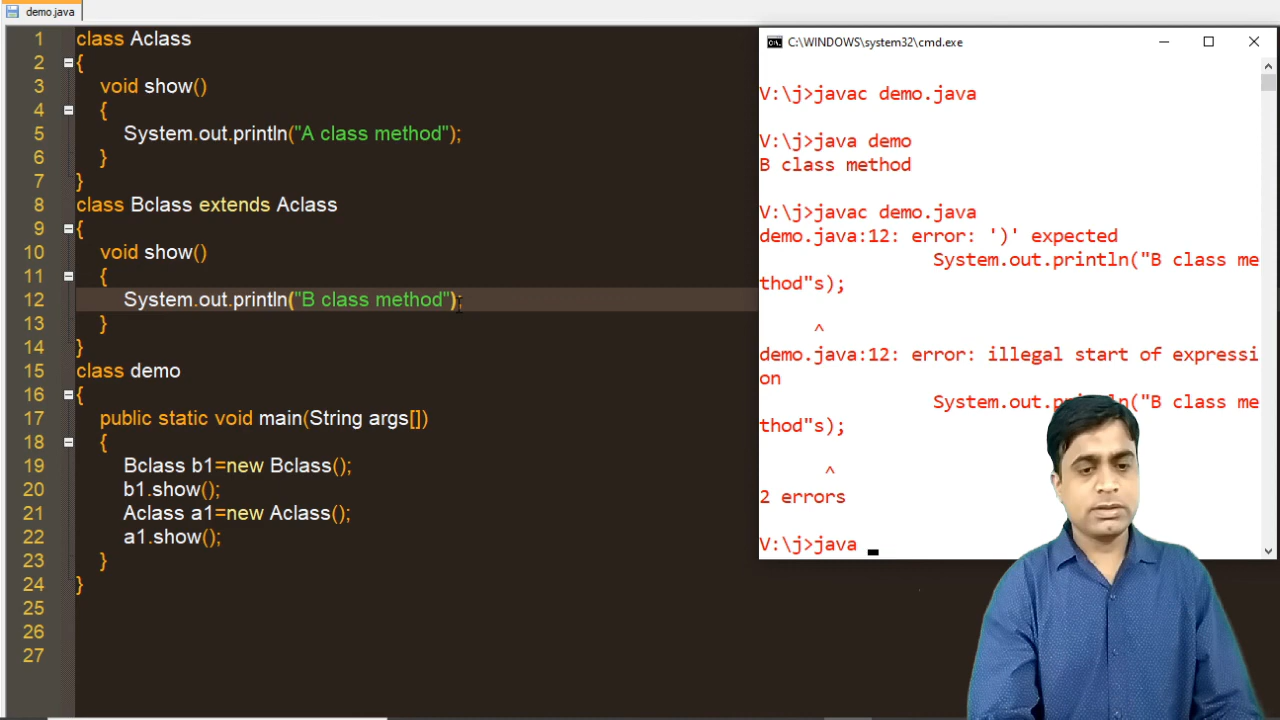 demo.java
1 class Aclass
2 {
3 void show()
4 {
5 System.out.println("A class method");
6 }
7 }
8 class Bclass extends Aclass
9 {
10 void show()
11 {
12 System.out.println("B class method");
13 }
14 }
15 class demo
16 {
17 public static void main(String args[])
18 {
19 Bclass b1=new Bclass();
20 b1.show();
21 Aclass a1=new Aclass();
22 a1.show();
23 }
24 }
25
26
27
C:\WINDOWS\system32\cmd.exe
V:\j>javac demo.java
V:\j>java demo
B class method
V:\j>javac demo.java
demo.java:12: error: ')' expected
System.out.println("B class me
thod"s);
^
demo.java:12: error: illegal start of expressi
on
System.out.println("B class me
thod"s);
^
2 errors
V:\j>java _